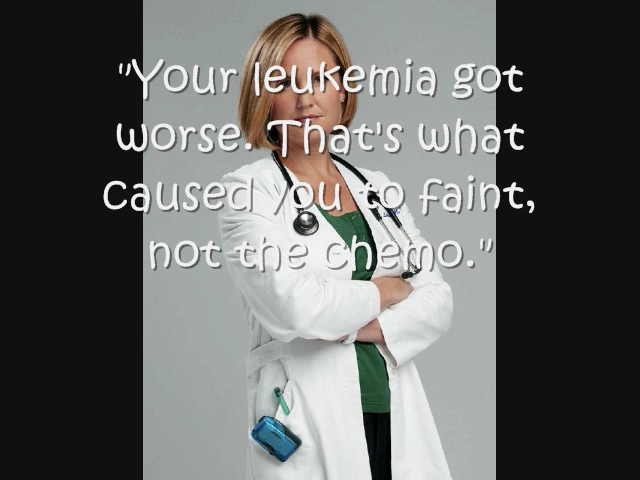 "Your leukemia got
worse. That's what
caused you to faint,
not the chemo."